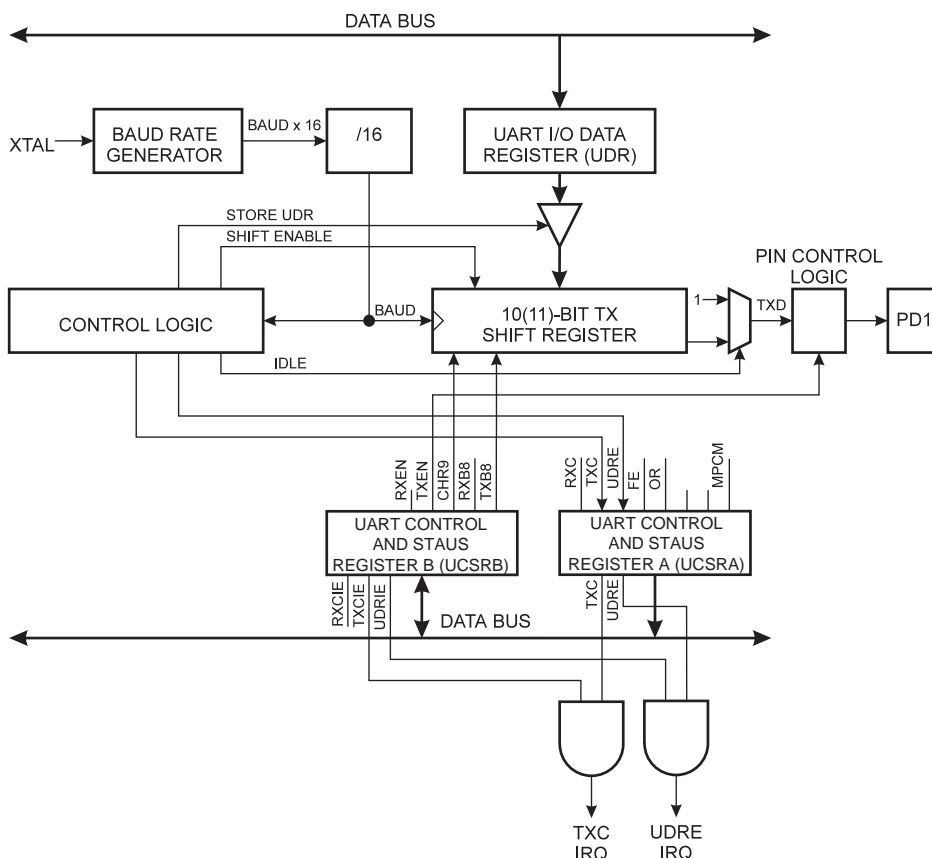 DATA BUS
XTAL
BAUD RATE
GENERATOR
BAUD x 16
/16
UART I/O DATA
REGISTER (UDR)
STORE UDR
SHIFT ENABLE
PIN CONTROL
LOGIC
CONTROL LOGIC
BAUD
10(11)-BIT TX
SHIFT REGISTER
1
TXD
PD1
IDLE
RXEN
TXEN
CHR9
RXB8
TXB8
RXC
TXC
UDRE
FE
OR
MPCM
UART CONTROL
AND STAUS
REGISTER B (UCSRB)
UART CONTROL
AND STAUS
REGISTER A (UCSRA)
RXCIE
TXCIE
UDRIE
TXC
UDRE
DATA BUS
TXC
IRQ
UDRE
IRQ